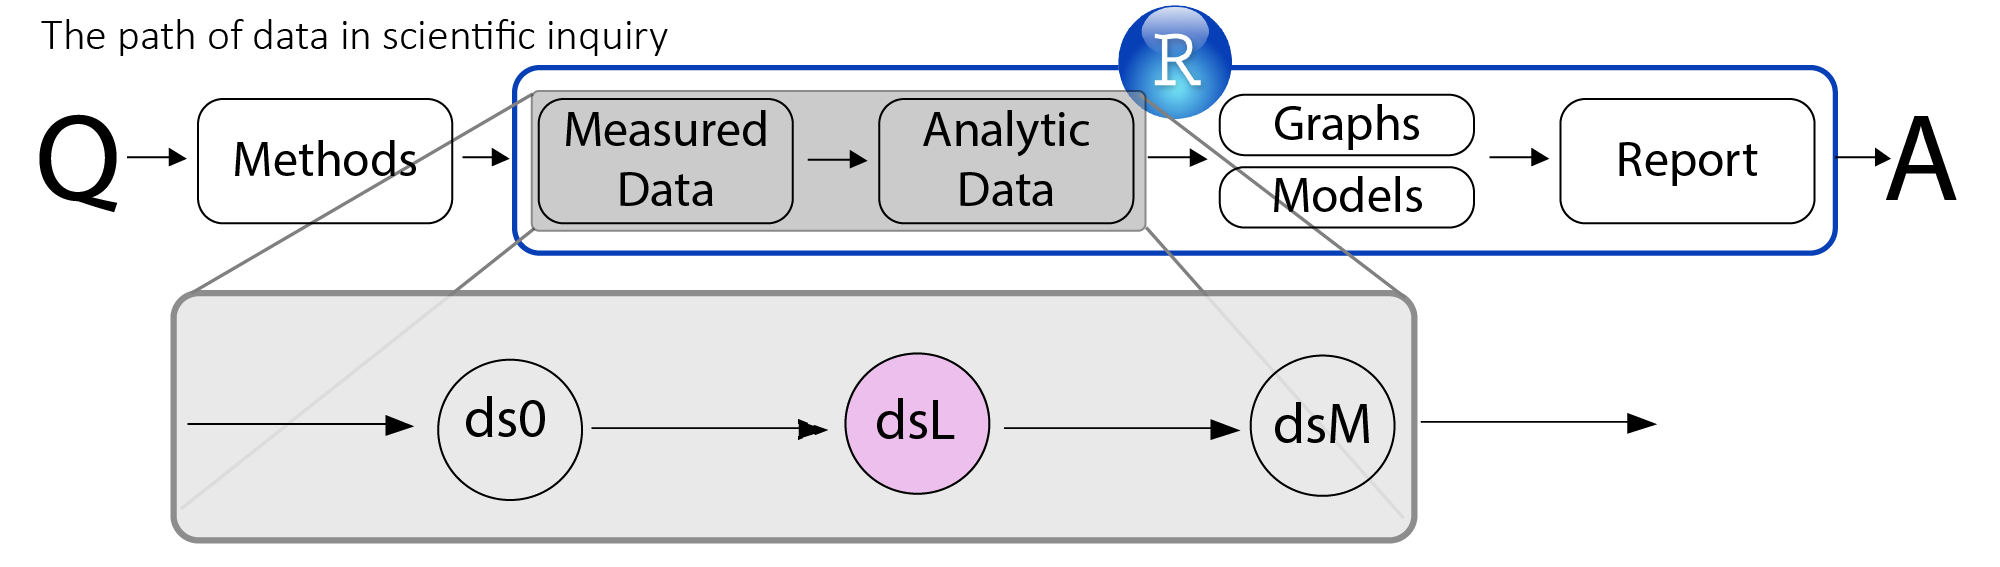 The path of data in scientific inquiry
R
Q
Methods
Measured
Data
Analytic
Data
Graphs
Models
Report
A
ds0
dsL
dsM